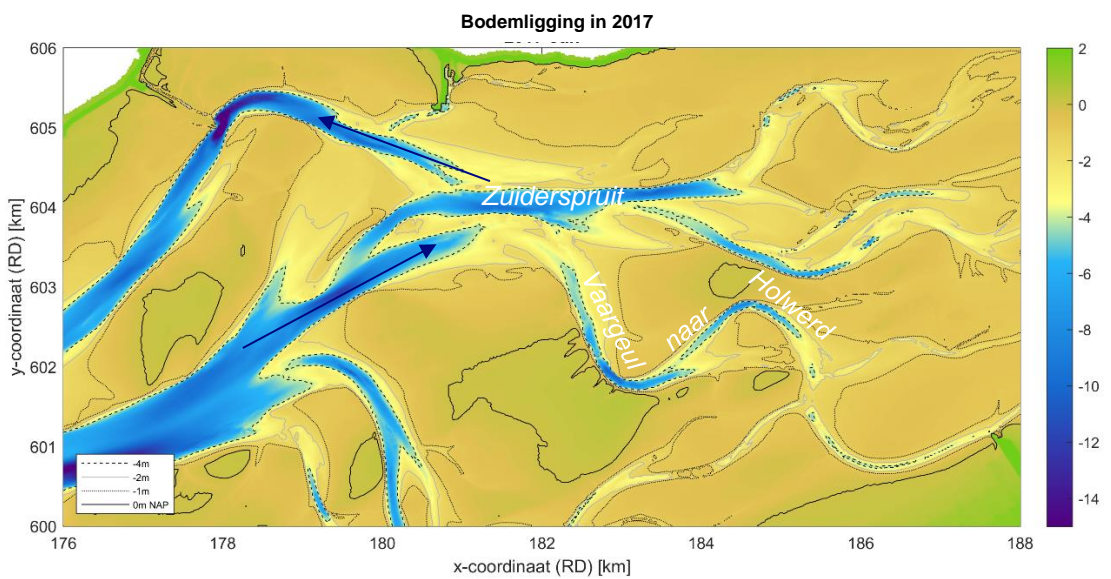 Bodemligging in 2017
606
605
604
603
602
601
600
y-coordinaat (RD) [km]
176
178
180
182
184
186
188
x-coordinaat (RD) [km]
Zuiderspruit
Vaargeul
naar
Holwerd
-4m
-2m
-1m
0m NAP
2
0
-2
-4
-6
-8
-10
-12
-14